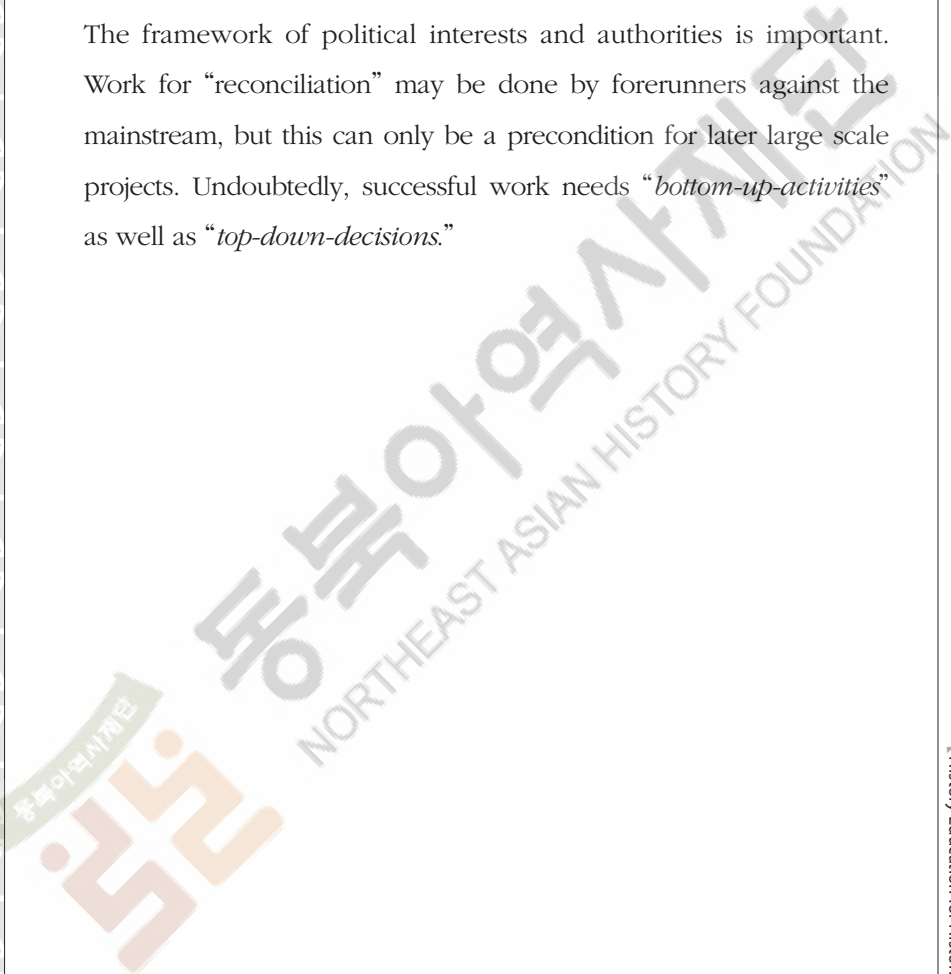 The framework of political interests and authorities is important.
Work for “reconciliation” may be done by forerunners against the
mainstream, but this can only be a precondition for later large scale
projects. Undoubtedly, successful work needs “bottom-up-activities”
as well as “top-down-decisions.”
동북아역사재단
NORTHEAST ASIAN HISTORY FOUNDATION
동북아역사재단